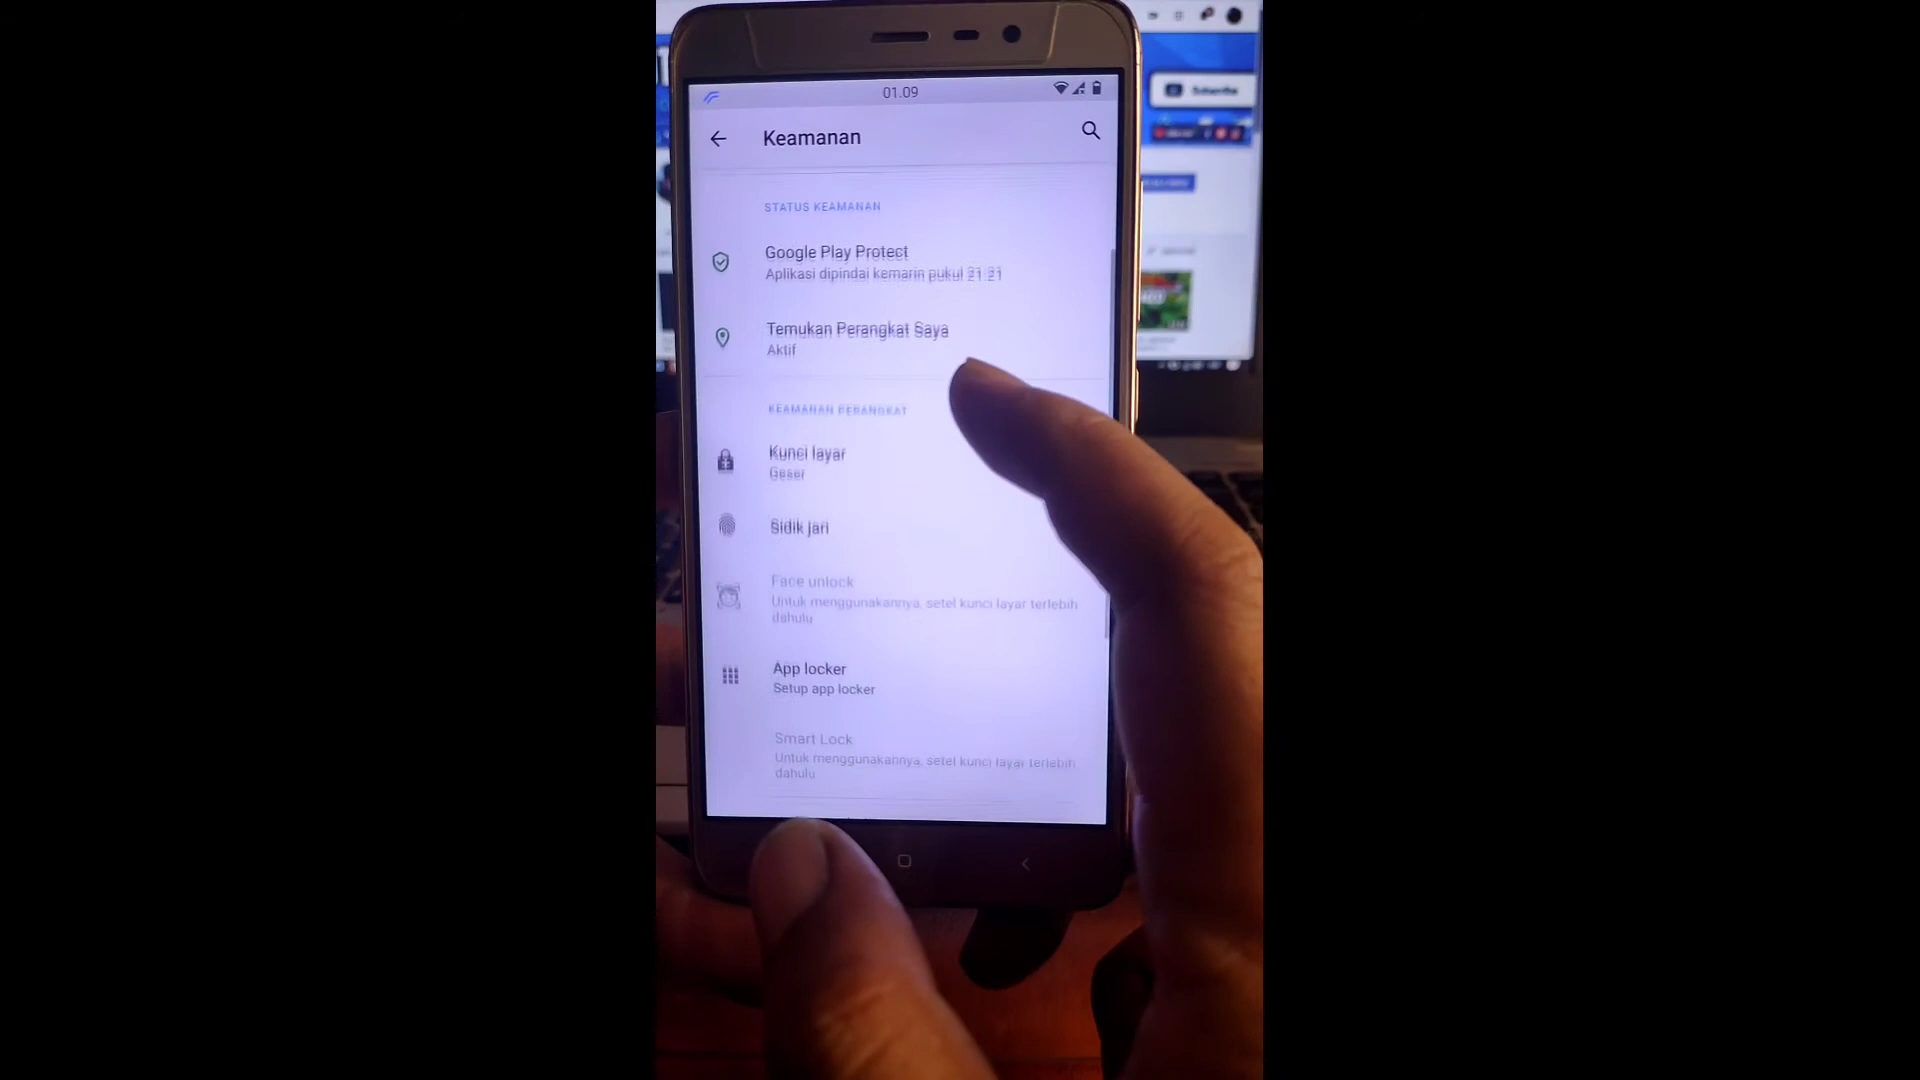 01.09
Keamanan
STATUS KEAMANAN
Google Play Protect
Aplikasi dipindai kemarin pukul 21.21
Temukan Perangkat Saya
Aktif
KEAMANAN PERANGKAT
Kunci layar
Geser
Sidik jari
Face unlock
Untuk menggunakannya, setel kunci layar terlebih
dahulu
App locker
Setup app locker
Smart Lock
Untuk menggunakannya, setel kunci layar terlebih
dahulu
Subscribe